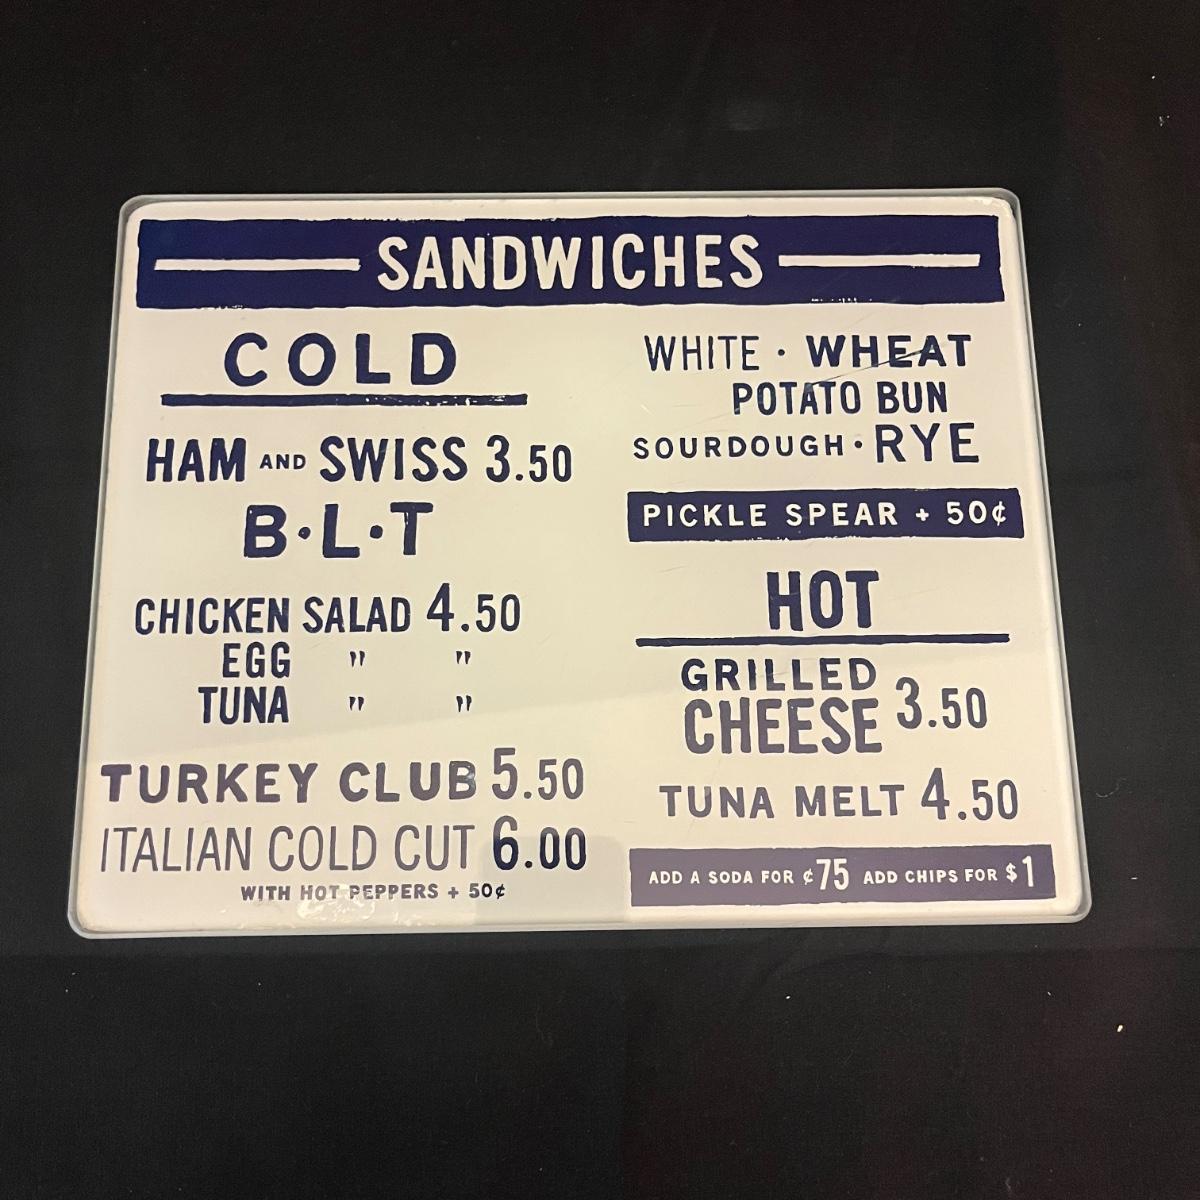 SANDWICHES
COLD
HAM AND SWISS 3.50
B·L·T
CHICKEN SALAD 4.50
EGG " "
TUNA " "
TURKEY CLUB 5.50
ITALIAN COLD CUT 6.00
WITH HOT PEPPERS + 50¢
WHITE · WHEAT
POTATO BUN
SOURDOUGH · RYE
PICKLE SPEAR + 50¢
HOT
GRILLED
CHEESE 3.50
TUNA MELT 4.50
ADD A SODA FOR ¢75 ADD CHIPS FOR $1